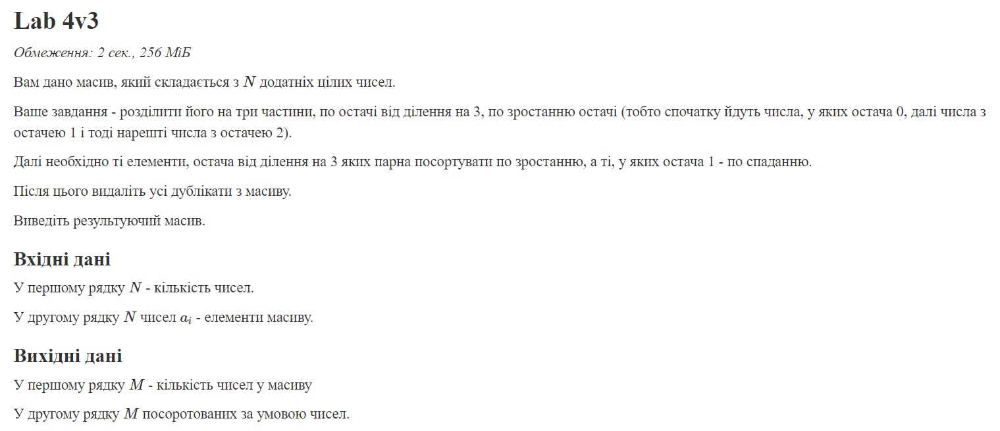 Lab 4v3
Обмеження: 2 сек., 256 МіБ
Вам дано масив, який складається з N додатніх цілих чисел.
Ваше завдання - розділити його на три частини, по остачі від ділення на 3, по зростанню остачі (тобто спочатку йдуть числа, у яких остача 0, далі числа з
остачею 1 і тоді нарешті числа з остачею 2).
Далі необхідно ті елементи, остача від ділення на 3 яких парна посортувати по зростанню, а ті, у яких остача 1 - по спаданню.
Після цього видаліть усі дублікати з масиву.
Виведіть результуючий масив.
Вхідні дані
У першому рядку N - кількість чисел.
У другому рядку N чисел aᵢ - елементи масиву.
Вихідні дані
У першому рядку M - кількість чисел у масиву
У другому рядку M посоротованих за умовою чисел.